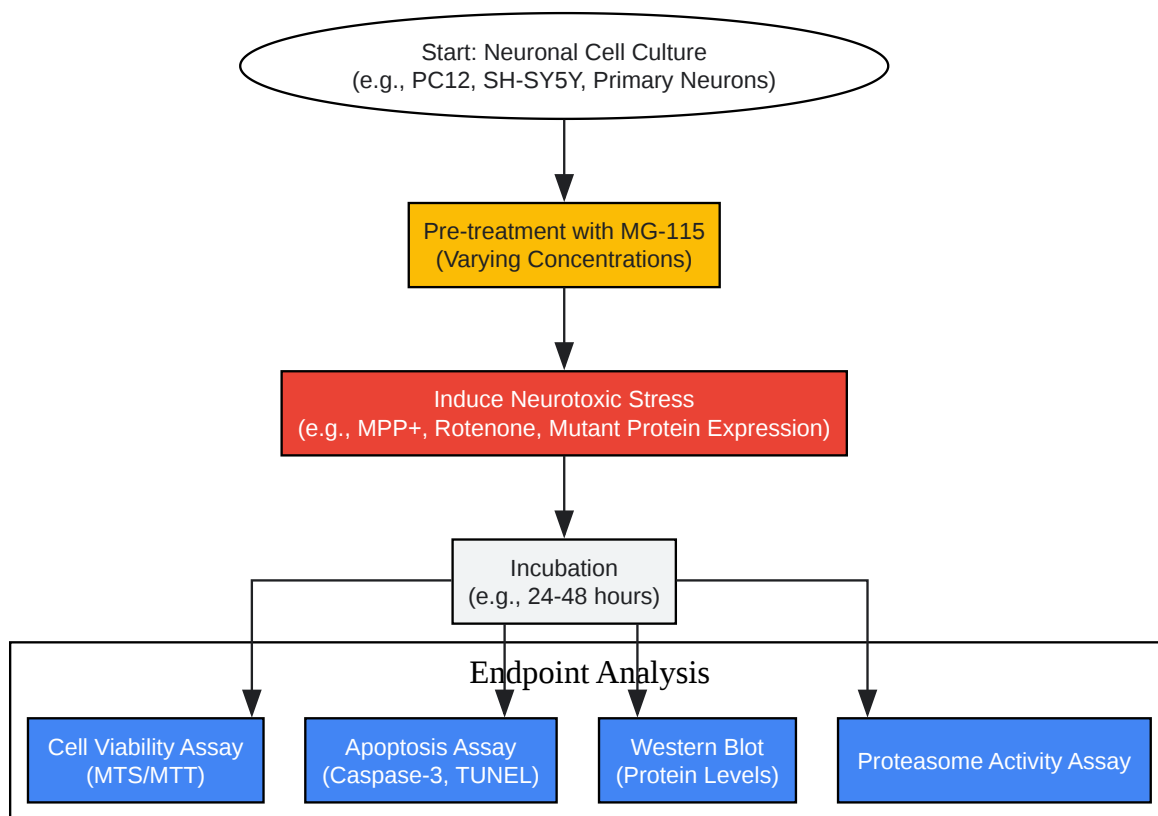 Start: Neuronal Cell Culture
(e.g., PC12, SH-SY5Y, Primary Neurons)
Pre-treatment with MG-115
(Varying Concentrations)
Induce Neurotoxic Stress
(e.g., MPP+, Rotenone, Mutant Protein Expression)
Incubation
(e.g., 24-48 hours)
Endpoint Analysis
Cell Viability Assay
(MTS/MTT)
Apoptosis Assay
(Caspase-3, TUNEL)
Western Blot
(Protein Levels)
Proteasome Activity Assay